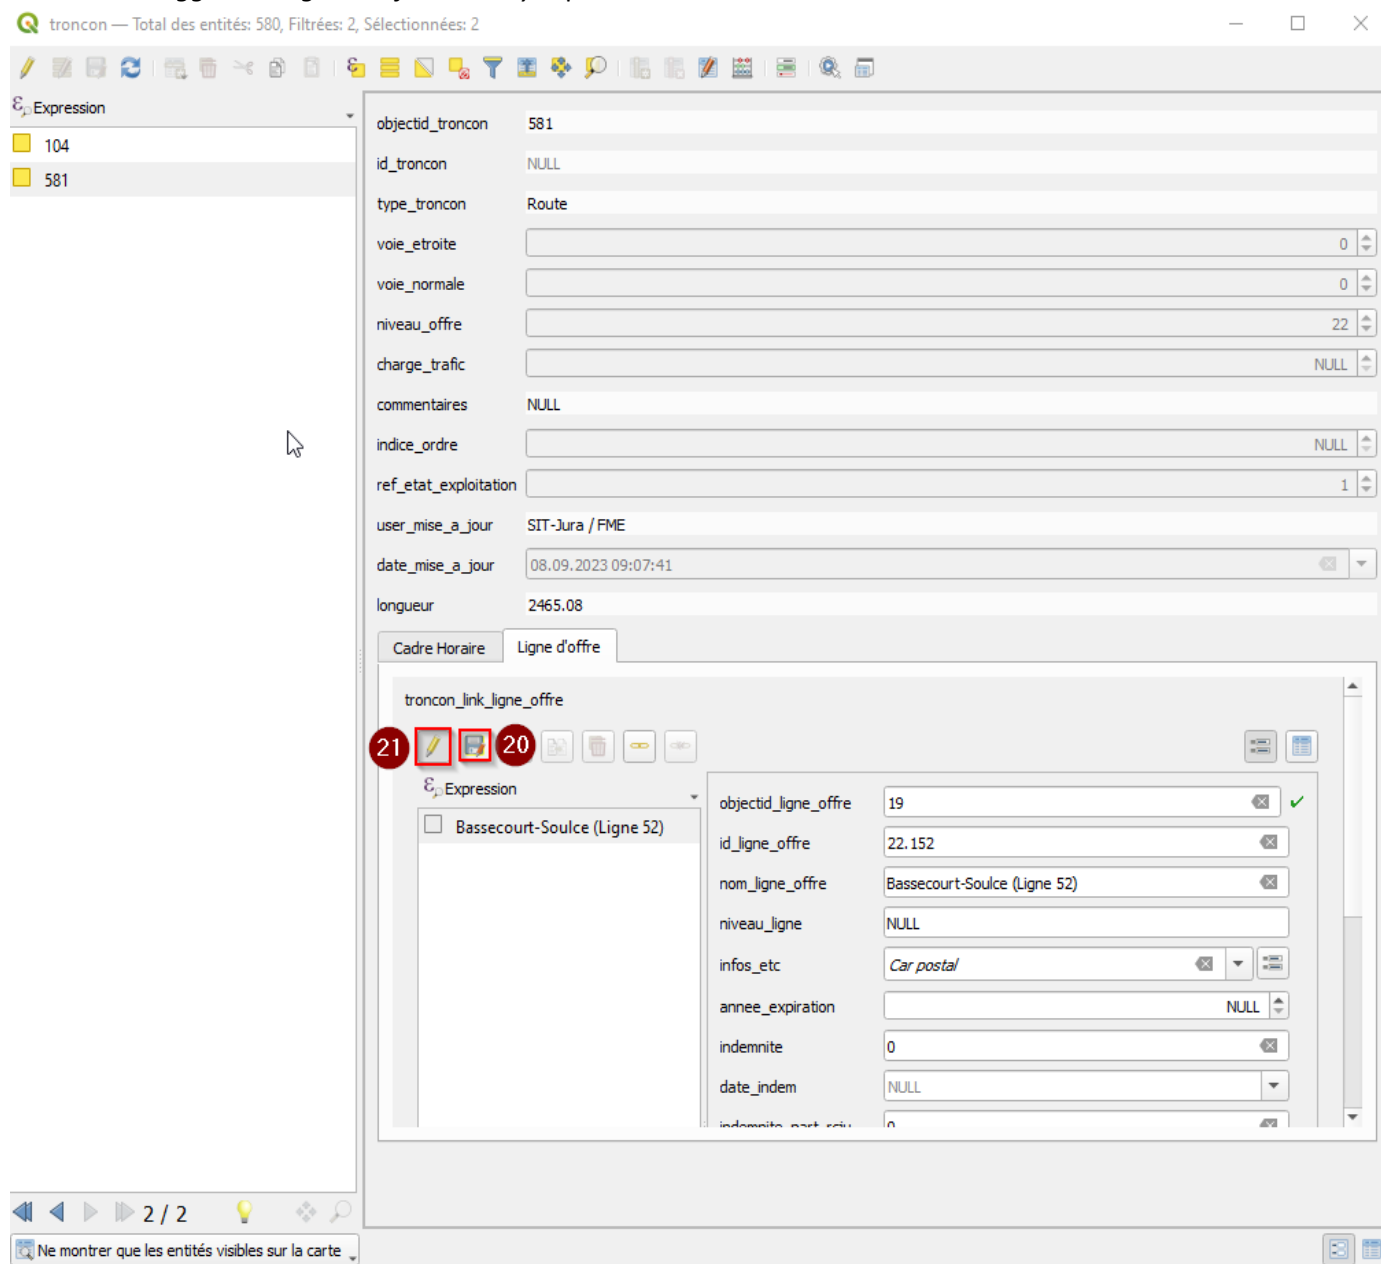 troncon — Total des entités: 580, Filtrées: 2, Sélectionnées: 2
Expression
104
581
objectid_troncon 581
id_troncon NULL
type_troncon Route
voie_etroite 0
voie_normale 0
niveau_offre 22
charge_trafic NULL
commentaires NULL
indice_ordre NULL
ref_etat_exploitation 1
user_mise_a_jour SIT-Jura / FME
date_mise_a_jour 08.09.2023 09:07:41
longueur 2465.08
Cadre Horaire Ligne d'offre
troncon_link_ligne_offre
21 20
Expression
Bassecourt-Soulce (Ligne 52)
objectid_ligne_offre 19
id_ligne_offre 22.152
nom_ligne_offre Bassecourt-Soulce (Ligne 52)
niveau_ligne NULL
infos_etc Car postal
annee_expiration NULL
indemnite 0
date_indem NULL
2 / 2
Ne montrer que les entités visibles sur la carte